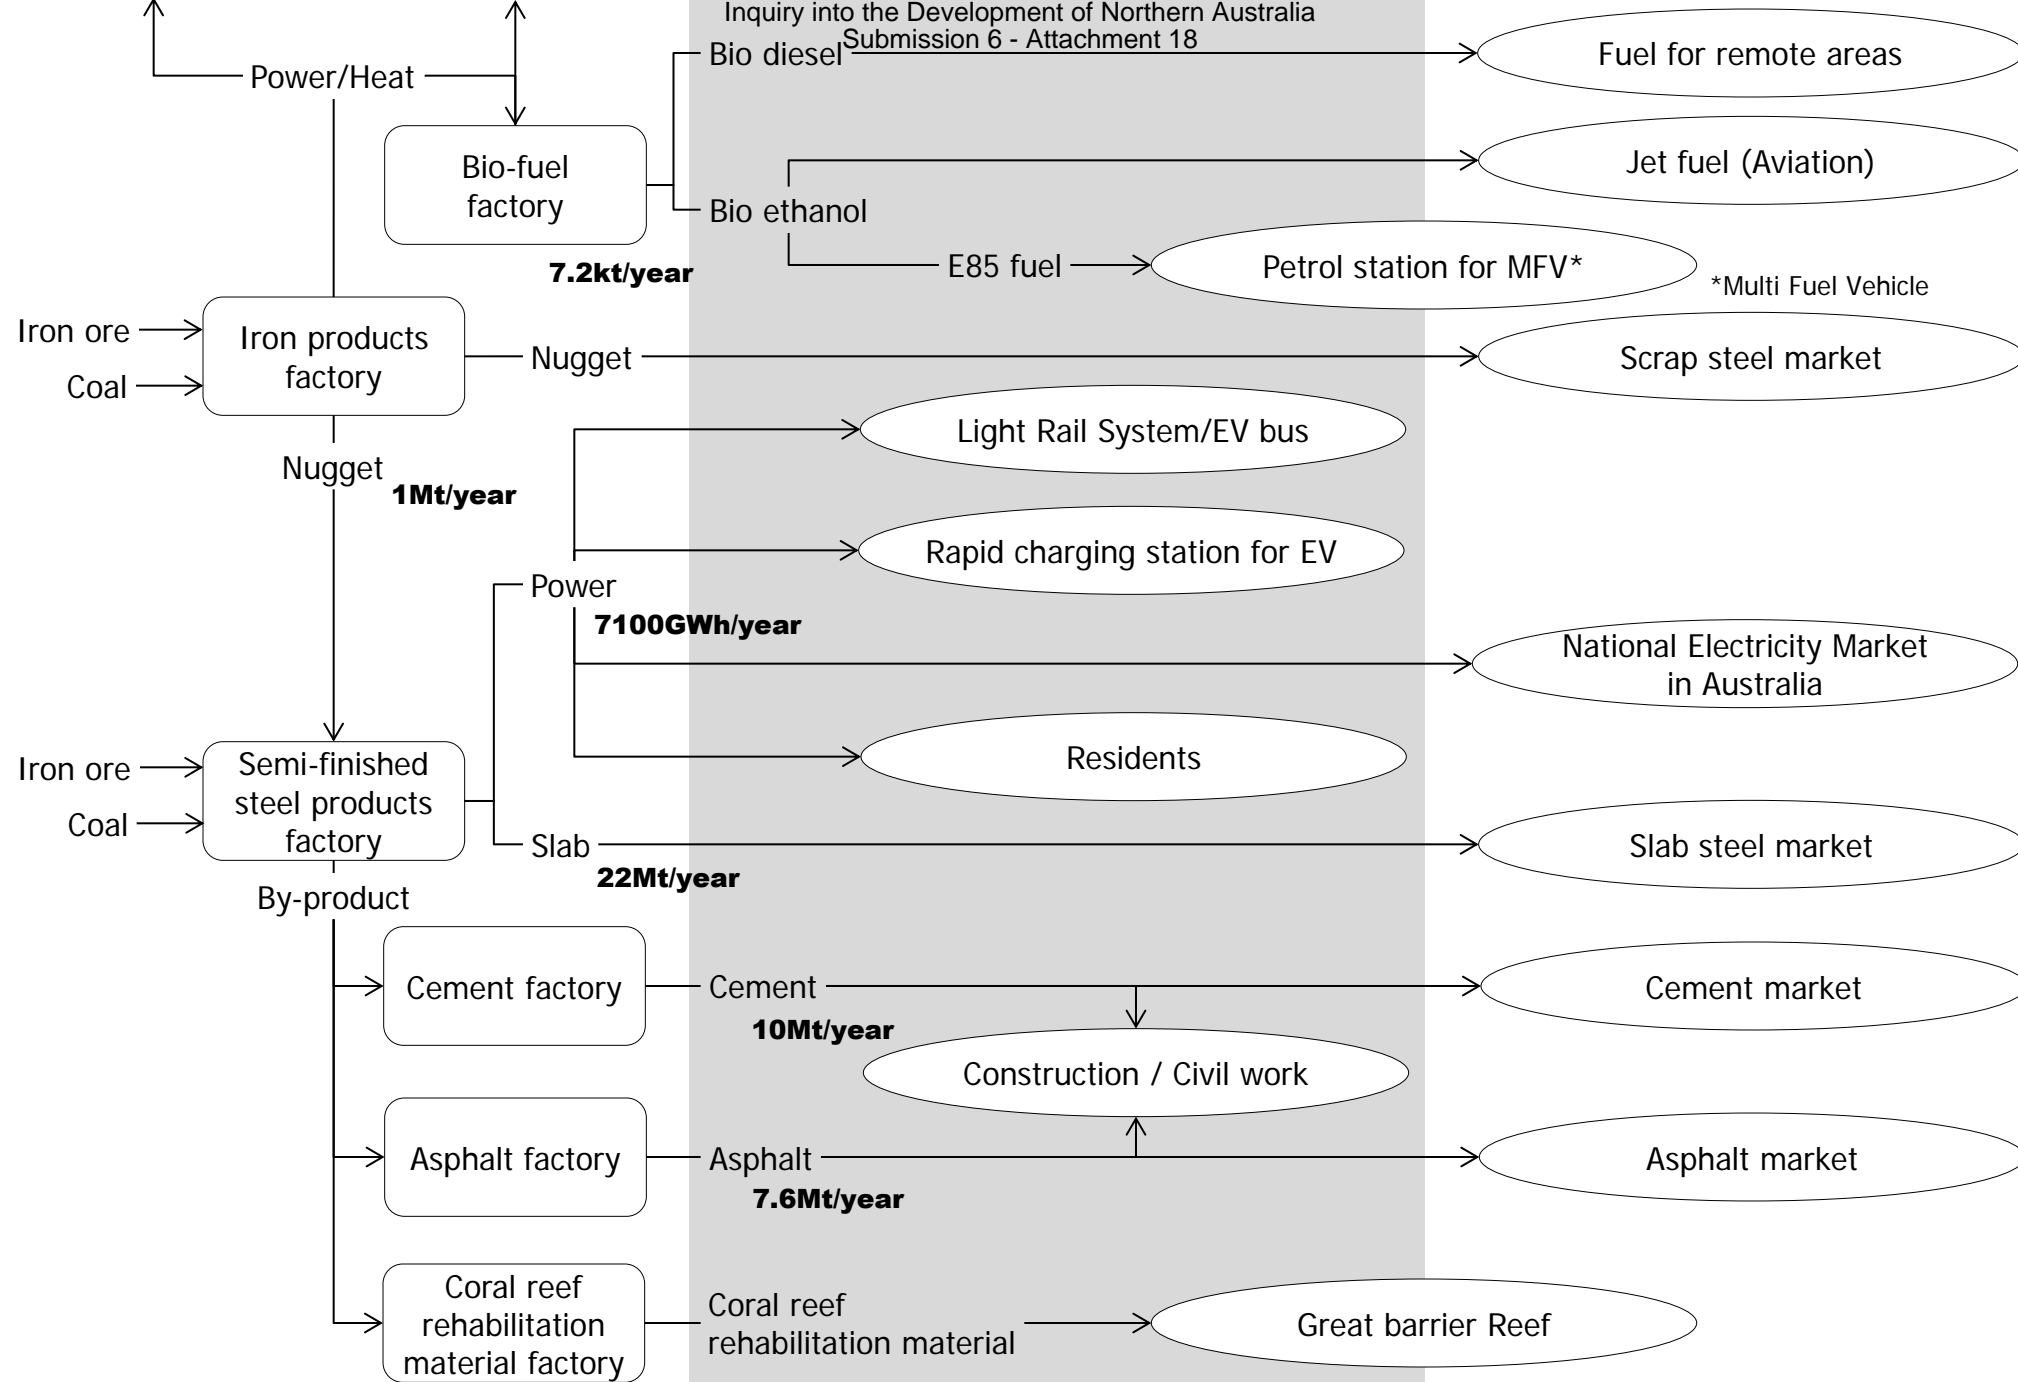 Inquiry into the Development of Northern Australia
Submission 6 - Attachment 18
Power/Heat
Bio diesel
Fuel for remote areas
Bio-fuel
factory
Jet fuel (Aviation)
Bio ethanol
7.2kt/year
E85 fuel
Petrol station for MFV*
*Multi Fuel Vehicle
Iron ore
Coal
Iron products
factory
Nugget
Scrap steel market
Light Rail System/EV bus
Nugget
1Mt/year
Rapid charging station for EV
Power
7100GWh/year
National Electricity Market
in Australia
Residents
Iron ore
Coal
Semi-finished
steel products
factory
Slab
22Mt/year
Slab steel market
By-product
Cement factory
Cement
10Mt/year
Cement market
Construction / Civil work
Asphalt factory
Asphalt
7.6Mt/year
Asphalt market
Coral reef
rehabilitation
material factory
Coral reef
rehabilitation material
Great barrier Reef